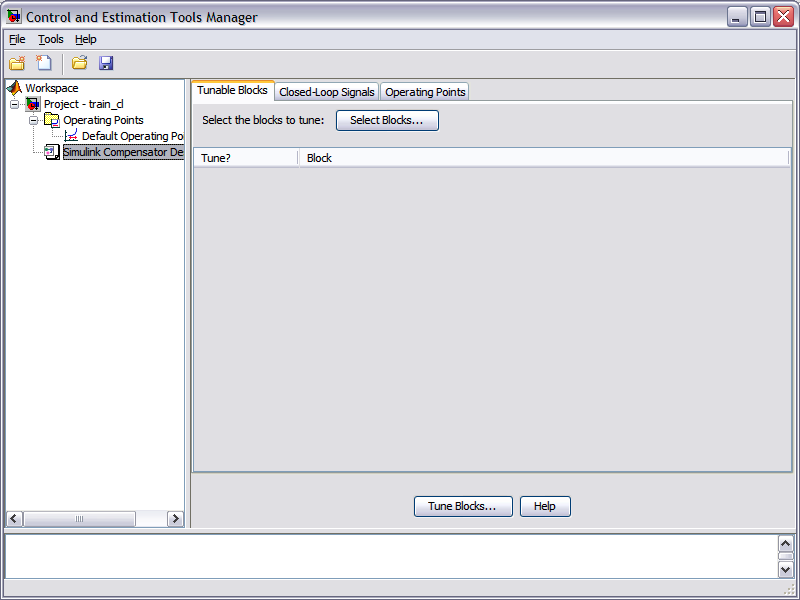 Control and Estimation Tools Manager
File Tools Help
Workspace
Project - train_cl
Operating Points
Default Operating Po
Simulink Compensator De
Tunable Blocks Closed-Loop Signals Operating Points
Select the blocks to tune: Select Blocks...
Tune? Block
Tune Blocks... Help